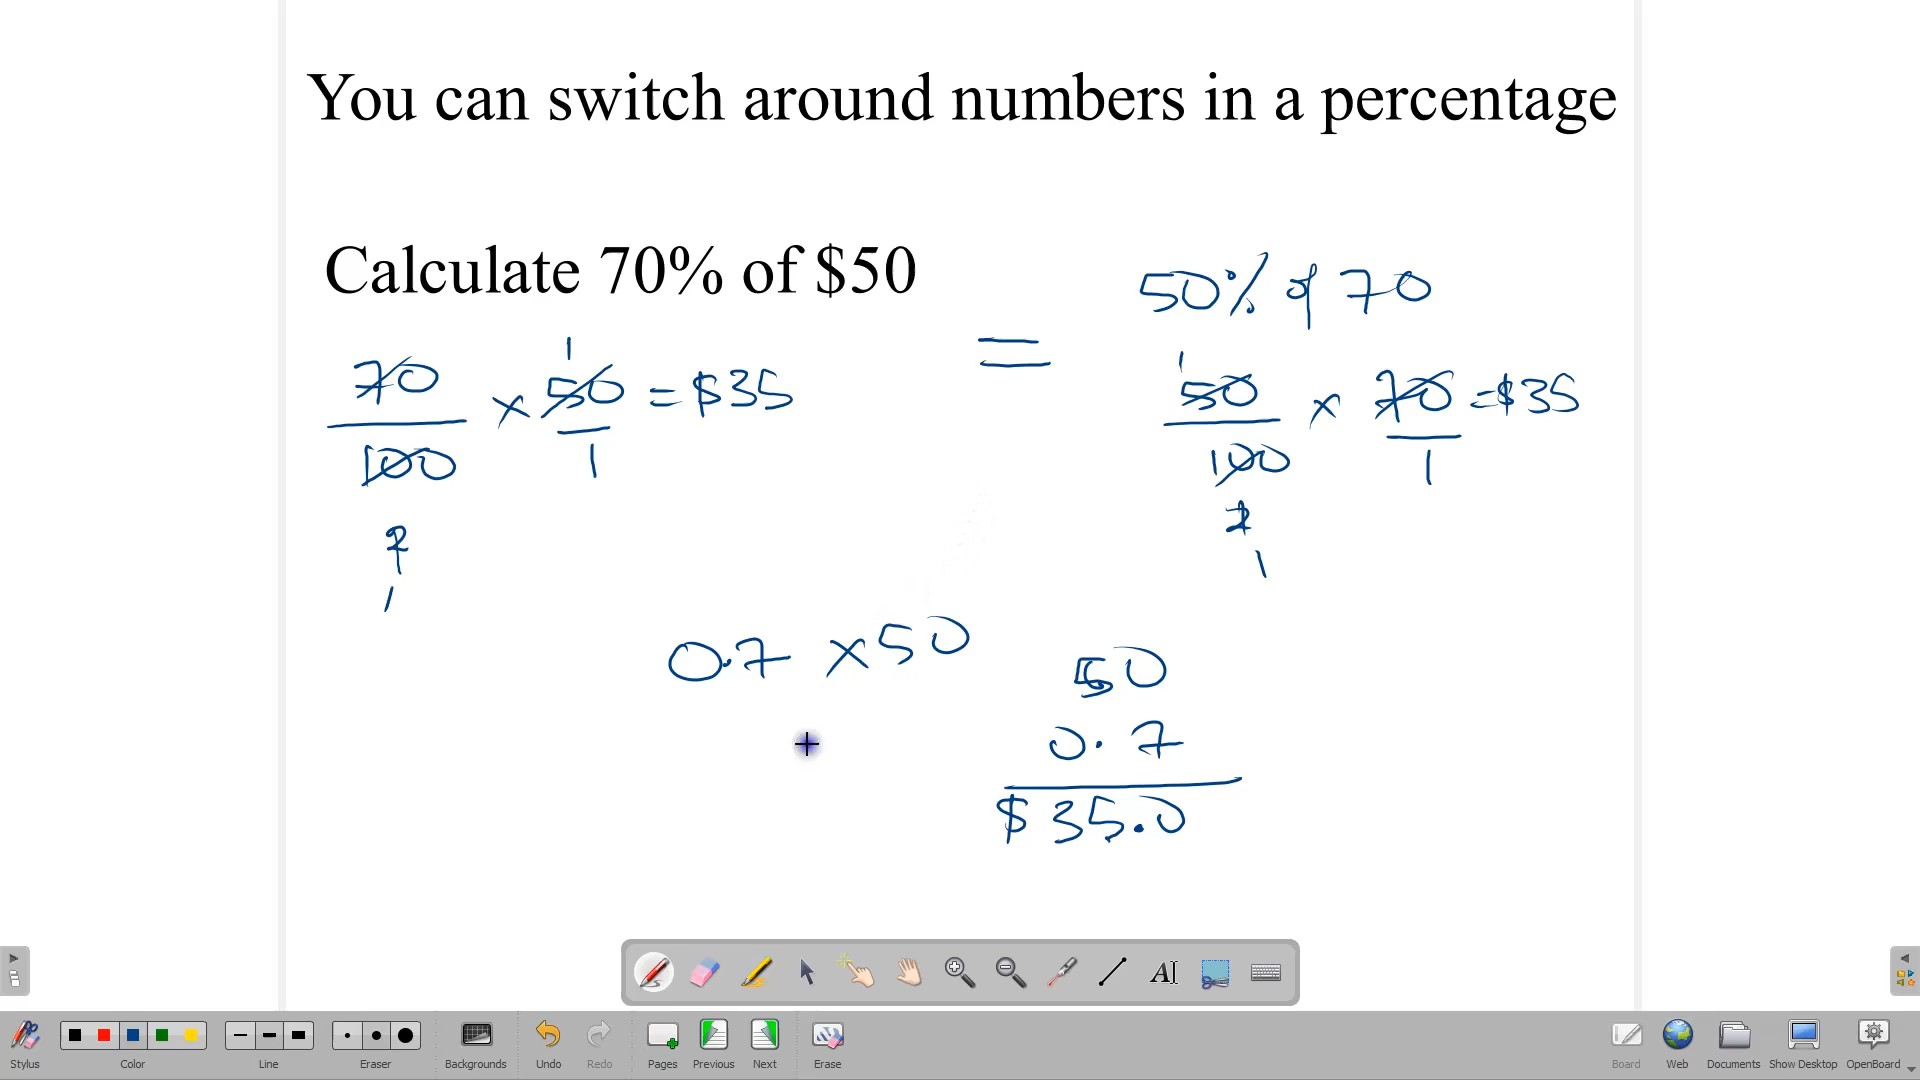 You can switch around numbers in a percentage
Calculate 70% of $50
50% of 70
70/100 × 50/1 = $35
=
50/100 × 70/1 = $35
1
1
2
1
2
1
0.7 × 50
50
0.7
$35.0
Stylus
Color
Line
Eraser
Backgrounds
Undo
Redo
Pages
Previous
Next
Erase
Board
Web
Documents
Show Desktop
OpenBoard
AI